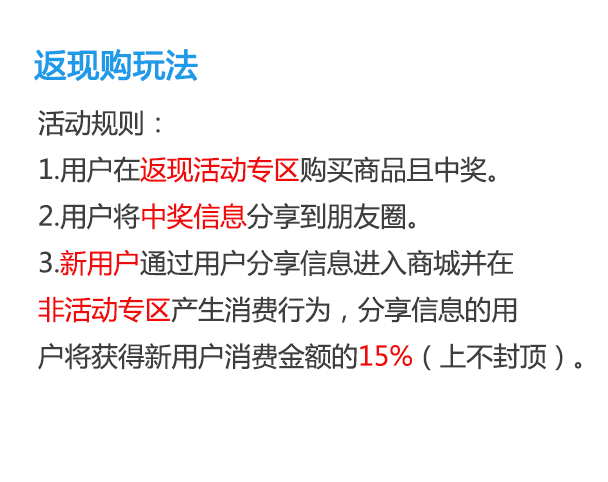 返现购玩法
活动规则：
1.用户在返现活动专区购买商品且中奖。
2.用户将中奖信息分享到朋友圈。
3.新用户通过用户分享信息进入商城并在
非活动专区产生消费行为，分享信息的用
户将获得新用户消费金额的15%（上不封顶）。